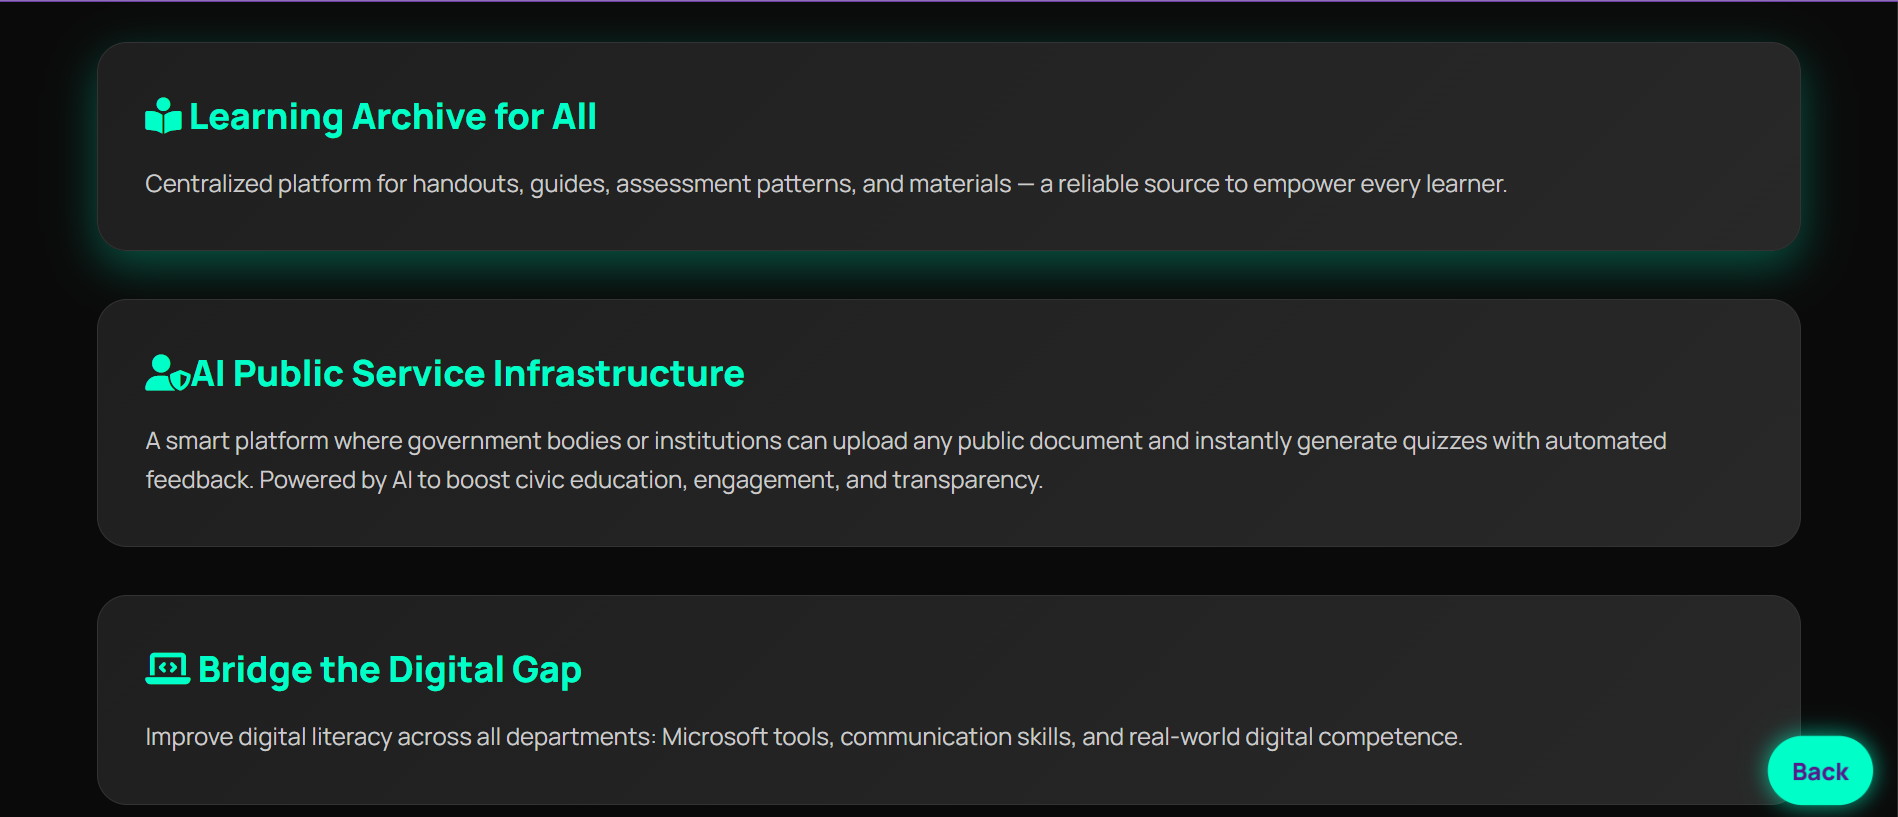 Learning Archive for All
Centralized platform for handouts, guides, assessment patterns, and materials — a reliable source to empower every learner.
AI Public Service Infrastructure
A smart platform where government bodies or institutions can upload any public document and instantly generate quizzes with automated
feedback. Powered by AI to boost civic education, engagement, and transparency.
Bridge the Digital Gap
Improve digital literacy across all departments: Microsoft tools, communication skills, and real-world digital competence.
Back